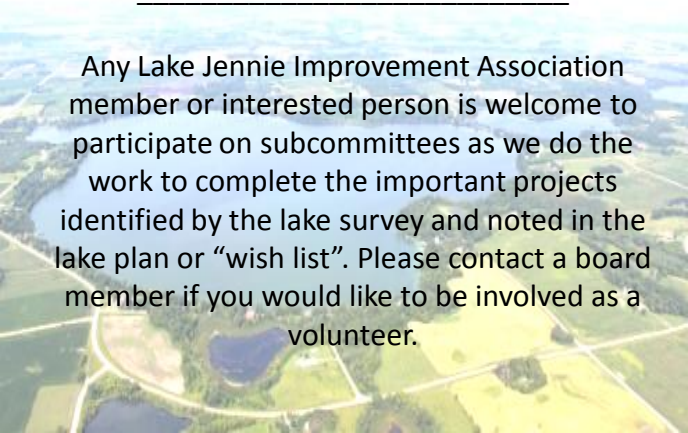 Any Lake Jennie Improvement Association
member or interested person is welcome to
participate on subcommittees as we do the
work to complete the important projects
identified by the lake survey and noted in the
lake plan or “wish list”. Please contact a board
member if you would like to be involved as a
volunteer.